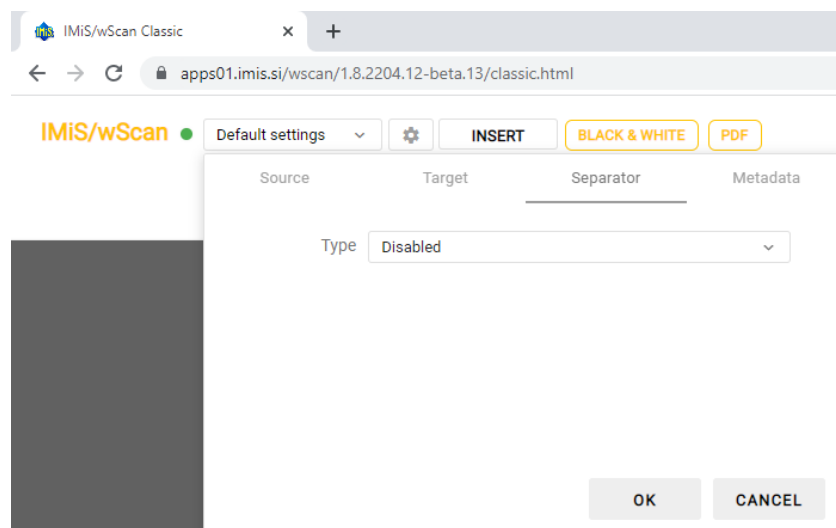 IMiS/wScan Classic
apps01.imis.si/wscan/1.8.2204.12-beta.13/classic.html
IMiS/wScan Default settings INSERT BLACK & WHITE PDF
Source Target Separator Metadata
Type Disabled
OK CANCEL